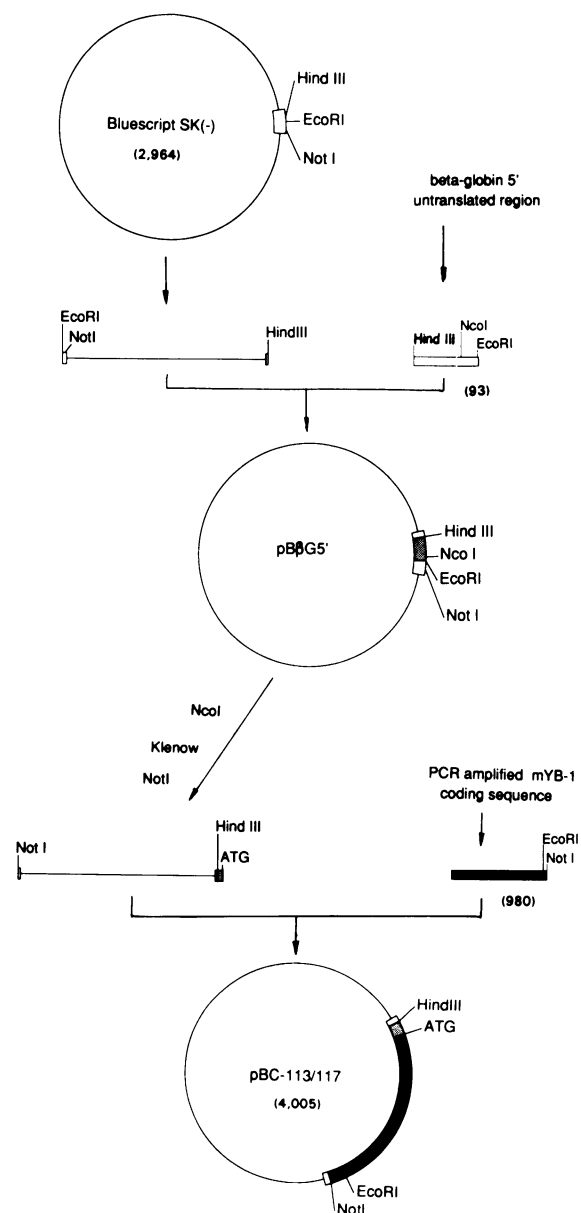 Hind III
Bluescript SK(-)
EcoRI
(2,964)
Not I
beta-globin 5'
untranslated region
EcoRI
NotI
HindIII
Hind III
NcoI
EcoRI
(93)
pBβG5'
Hind III
Nco I
EcoRI
Not I
NcoI
Klenow
NotI
PCR amplified mYB-1
coding sequence
Not I
Hind III
ATG
EcoRI
Not I
(980)
HindIII
ATG
pBC-113/117
(4,005)
EcoRI
NotI